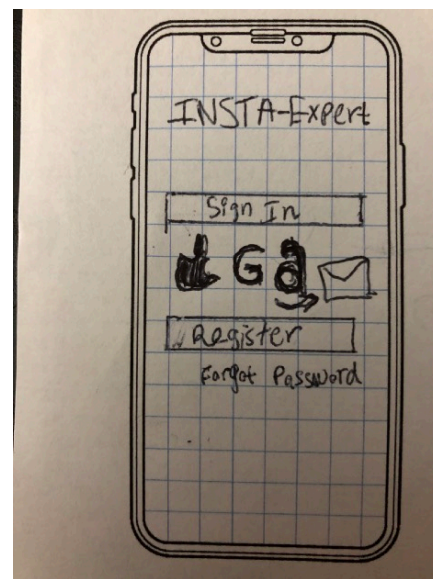 INSTA-Expert
Sign In
G a
Register
Forgot Password